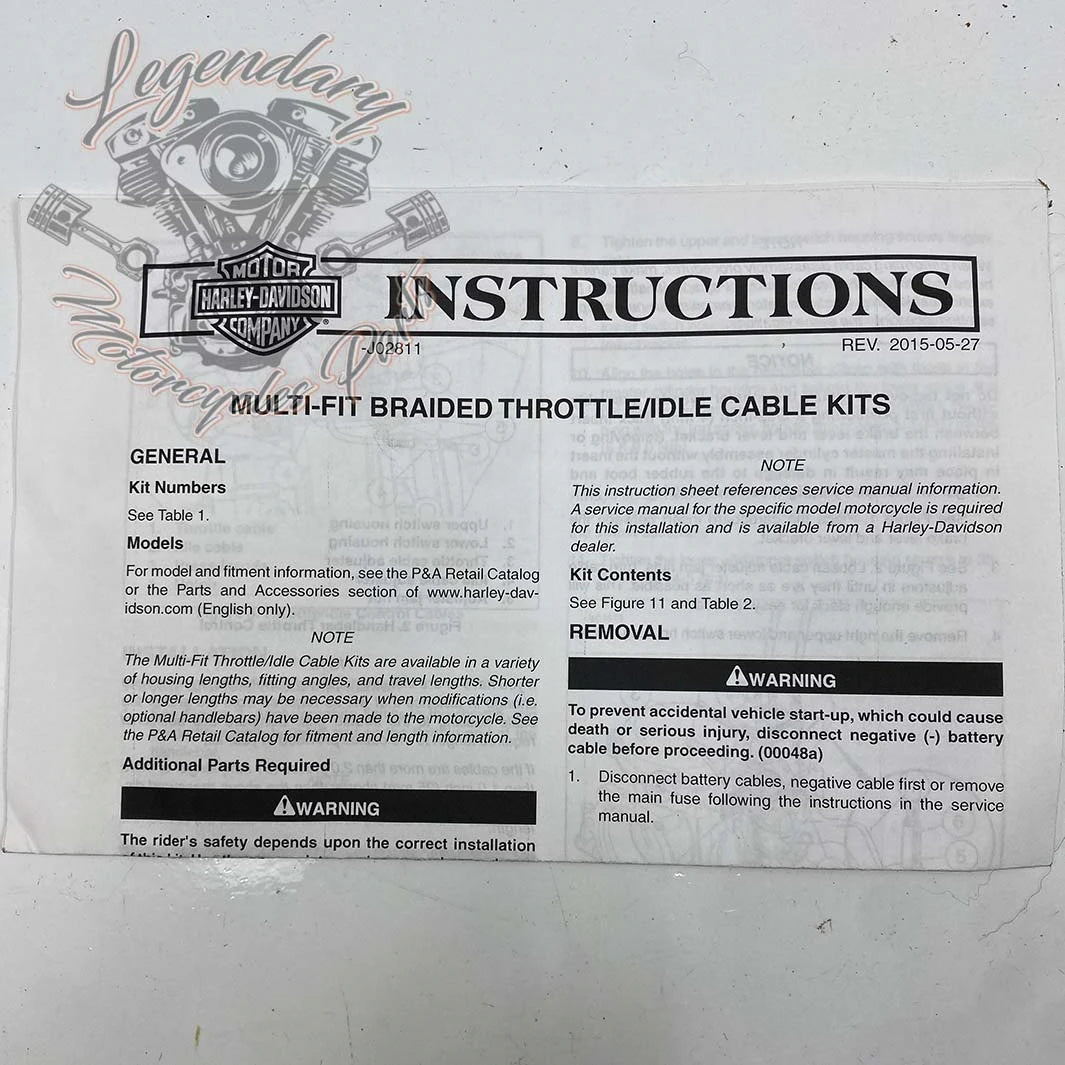 Legendary
Motorcycles Parts
MOTOR
HARLEY-DAVIDSON
COMPANY
®
INSTRUCTIONS
-J02811
REV. 2015-05-27
MULTI-FIT BRAIDED THROTTLE/IDLE CABLE KITS
GENERAL
Kit Numbers
See Table 1.
Models
For model and fitment information, see the P&A Retail Catalog
or the Parts and Accessories section of www.harley-dav-
idson.com (English only).
NOTE
The Multi-Fit Throttle/Idle Cable Kits are available in a variety
of housing lengths, fitting angles, and travel lengths. Shorter
or longer lengths may be necessary when modifications (i.e.
optional handlebars) have been made to the motorcycle. See
the P&A Retail Catalog for fitment and length information.
Additional Parts Required
⚠WARNING
The rider's safety depends upon the correct installation
NOTE
This instruction sheet references service manual information.
A service manual for the specific model motorcycle is required
for this installation and is available from a Harley-Davidson
dealer.
Kit Contents
See Figure 11 and Table 2.
REMOVAL
⚠WARNING
To prevent accidental vehicle start-up, which could cause
death or serious injury, disconnect negative (-) battery
cable before proceeding. (00048a)
1. Disconnect battery cables, negative cable first or remove
the main fuse following the instructions in the service
manual.